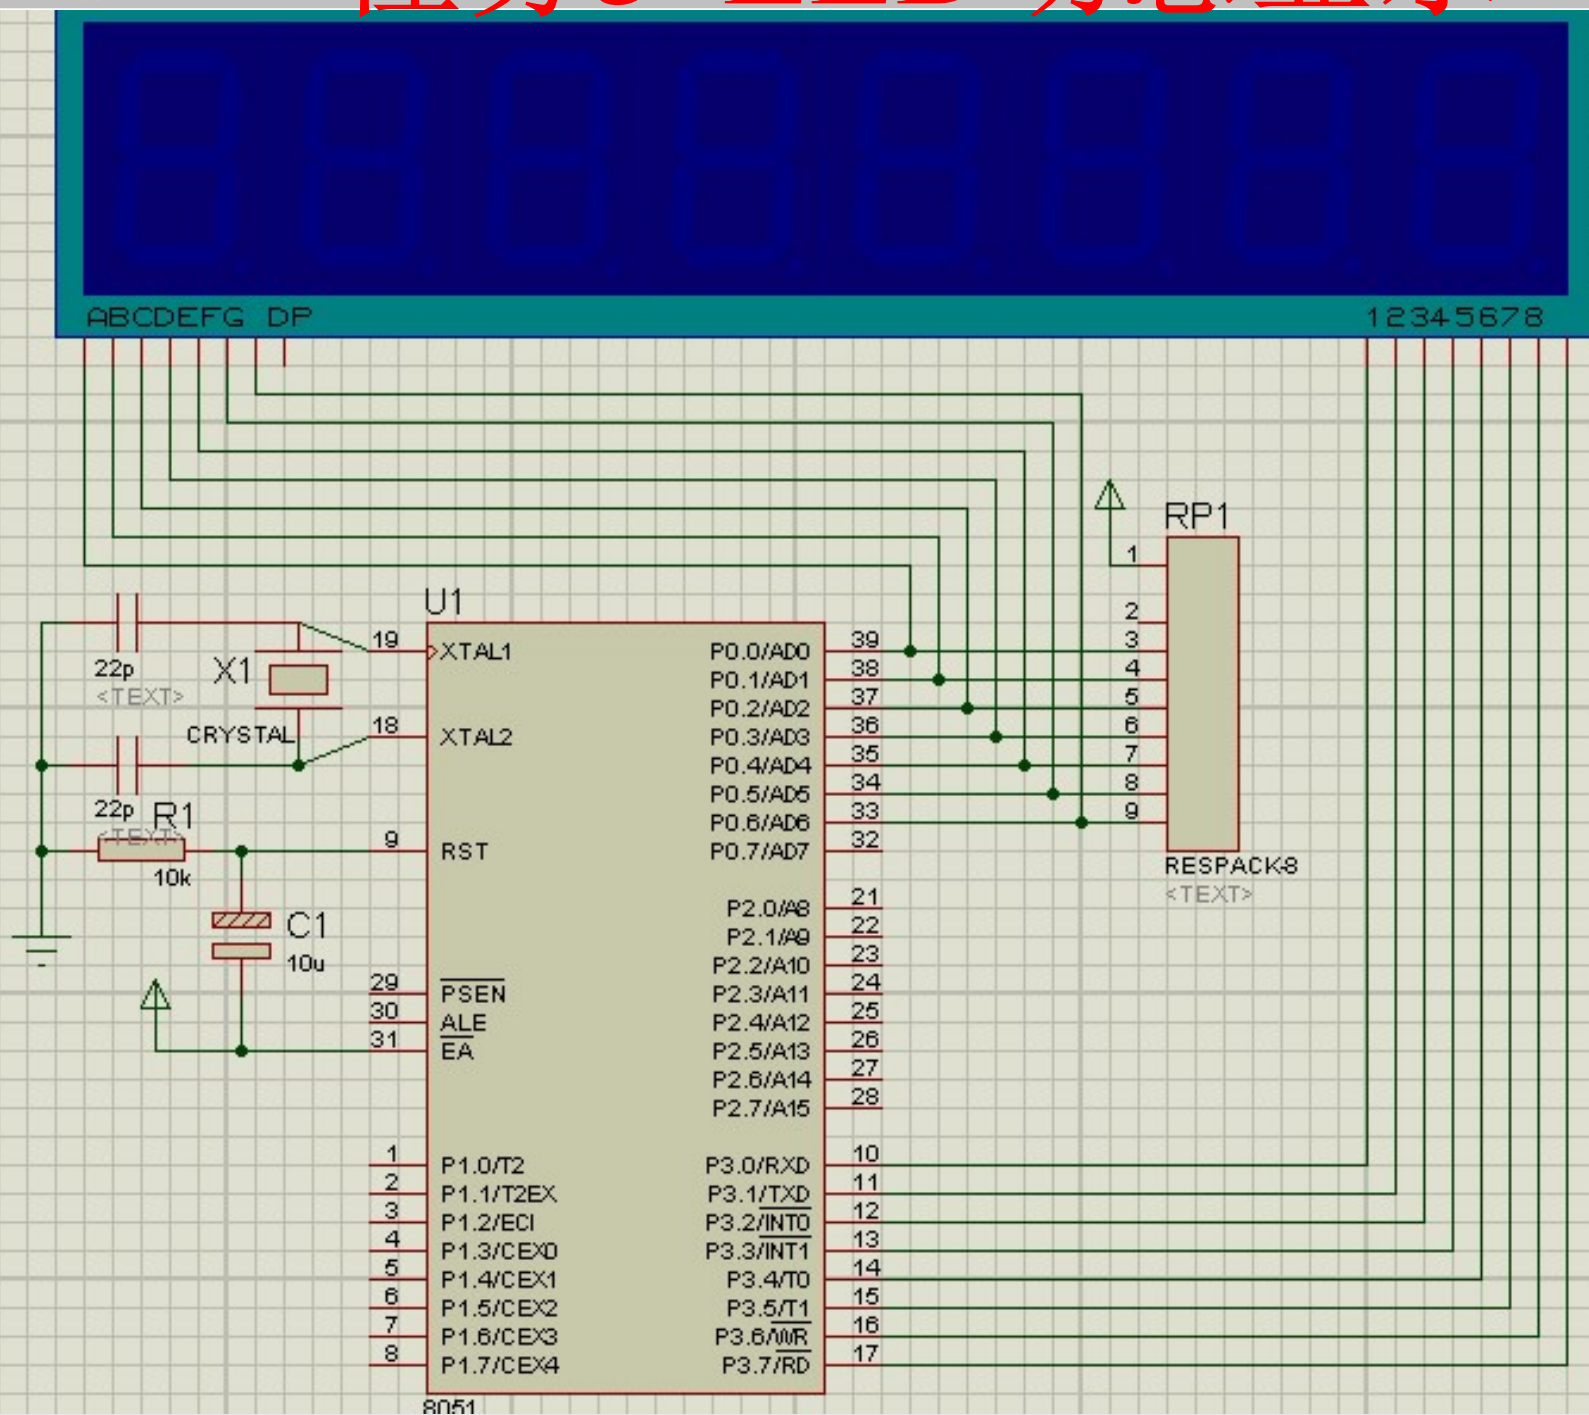 ABCDEFG DP
12345678
RP1
1
2
3
4
5
6
7
8
9
RESPACK-8
<TEXT>
22p
<TEXT>
X1
CRYSTAL
22p
<TEXT>
R1
10k
C1
10u
U1
19 XTAL1
18 XTAL2
9 RST
29 PSEN
30 ALE
31 EA
1 P1.0/T2
2 P1.1/T2EX
3 P1.2/ECI
4 P1.3/CEX0
5 P1.4/CEX1
6 P1.5/CEX2
7 P1.6/CEX3
8 P1.7/CEX4
P0.0/AD0 39
P0.1/AD1 38
P0.2/AD2 37
P0.3/AD3 36
P0.4/AD4 35
P0.5/AD5 34
P0.6/AD6 33
P0.7/AD7 32
P2.0/A8 21
P2.1/A9 22
P2.2/A10 23
P2.3/A11 24
P2.4/A12 25
P2.5/A13 26
P2.6/A14 27
P2.7/A15 28
P3.0/RXD 10
P3.1/TXD 11
P3.2/INT0 12
P3.3/INT1 13
P3.4/T0 14
P3.5/T1 15
P3.6/WR 16
P3.7/RD 17
8051